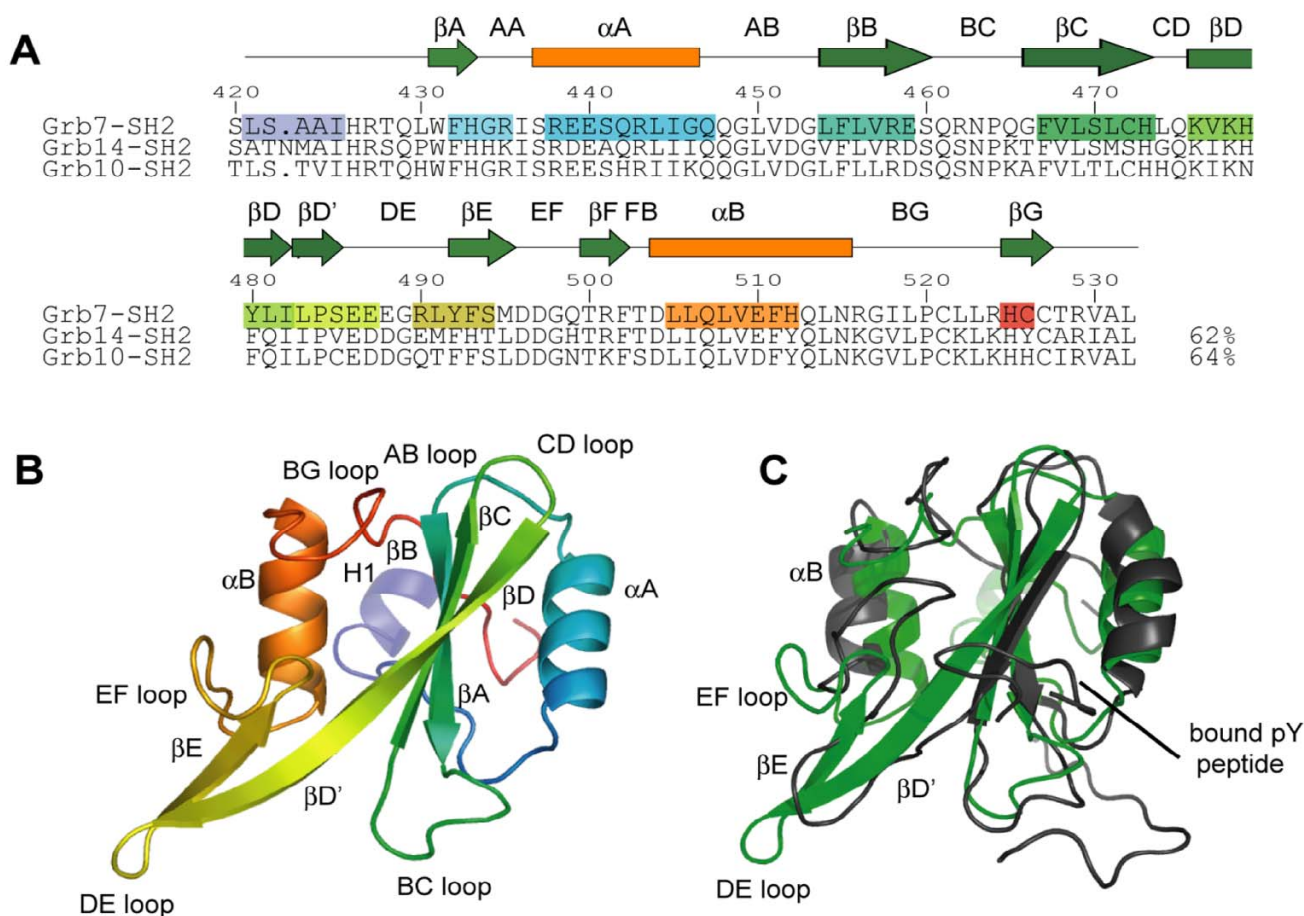 A
βA AA αA AB βB BC βC CD βD
420 430 440 450 460 470
Grb7-SH2 SLS.AAIHRTQLWFHGRISREESQRLIGQQGLVDGLFLVRESQRNPQGFVLSLCHLQKVKH
Grb14-SH2 SATNMAIHRSQPWFHHKISRDEAQRLIIQQGLVDGVFLVRDSQSNPKTFVLSMSHGQKIKH
Grb10-SH2 TLS.TVIHRTQHWFHGRISREESHRIIKQQGLVDGLFLLRDSQSNPKAFVLTLCHHQKIKN
βD βD’ DE βE EF βF FB αB BG βG
480 490 500 510 520 530
Grb7-SH2 YLILPSEEEGRLYFSMDDGQTRFTDLLQLVEFHQLNRGILPCLLRHCCTRVAL
Grb14-SH2 FQIIPVEDDGEMFHTLDDGHTRFTDLIQLVEFYQLNKGVLPCKLKHYCARIAL 62%
Grb10-SH2 FQILPCEDDGQTFFSLDDGNTKFSDLIQLVDFYQLNKGVLPCKLKHHCIRVAL 64%
B
BG loop AB loop CD loop
βC
βB
αB H1 βD αA
EF loop βA
βE
βD’
DE loop BC loop
C
αB
EF loop
bound pY
peptide
βE
βD’
DE loop